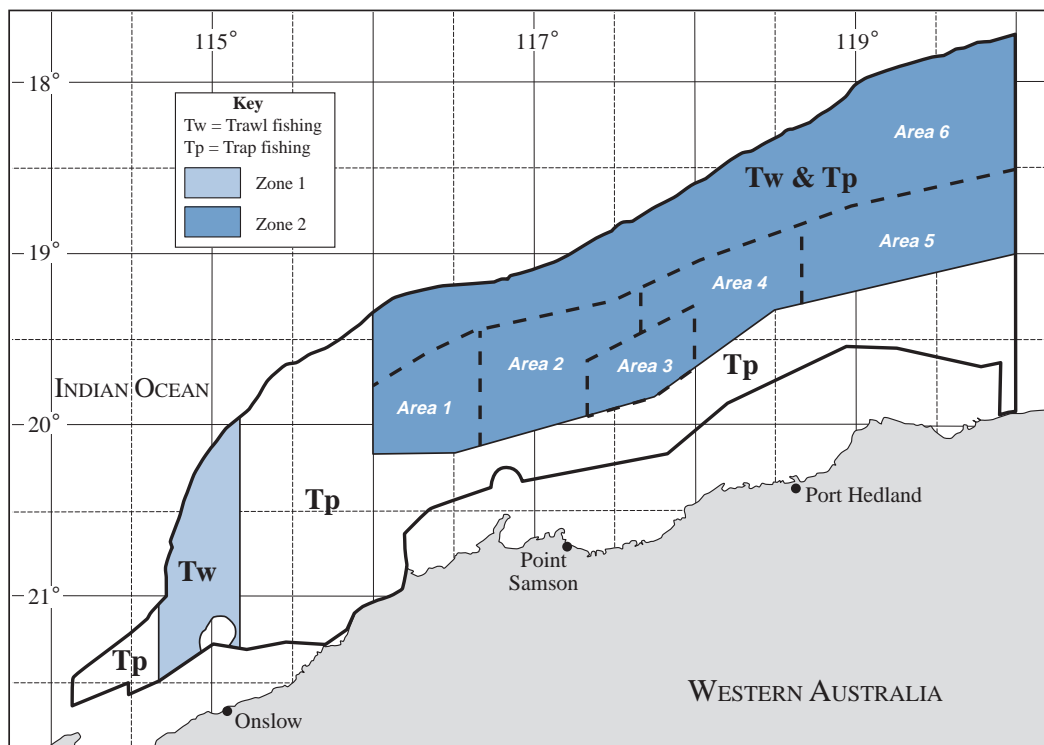 115°
117°
119°
18°
19°
20°
21°
Key
Tw = Trawl fishing
Tp = Trap fishing
Zone 1
Zone 2
Area 6
Tw & Tp
Area 5
Area 4
Area 2
Area 3
Area 1
Tp
INDIAN OCEAN
Tp
Port Hedland
Point
Samson
Tw
Tp
WESTERN AUSTRALIA
Onslow